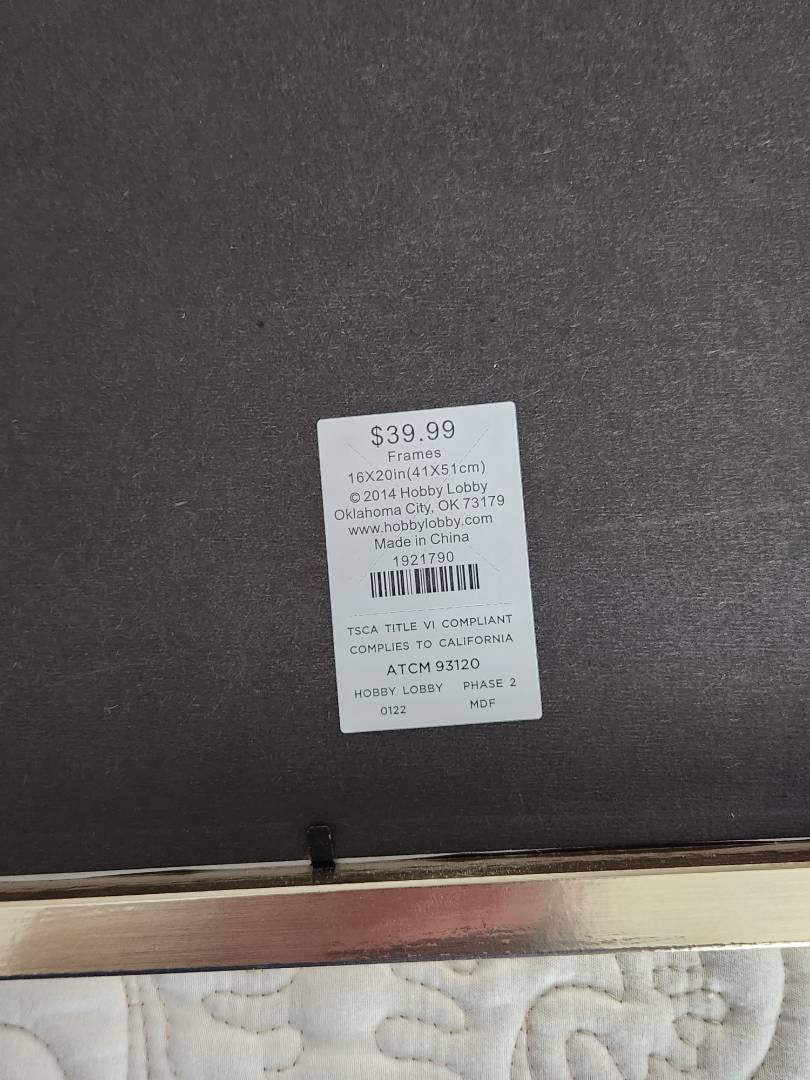 $39.99
Frames
16X20in(41X51cm)
© 2014 Hobby Lobby
Oklahoma City, OK 73179
www.hobbylobby.com
Made in China
1921790
TSCA TITLE VI COMPLIANT
COMPLIES TO CALIFORNIA
ATCM 93120
HOBBY LOBBY PHASE 2
0122 MDF